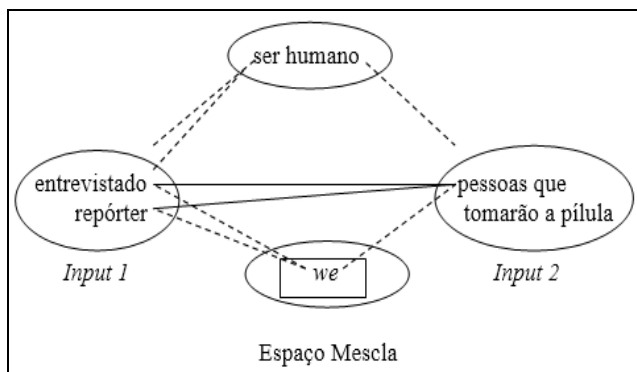 ser humano
entrevistado
repórter
pessoas que
tomarão a pílula
Input 1
we
Input 2
Espaço Mescla